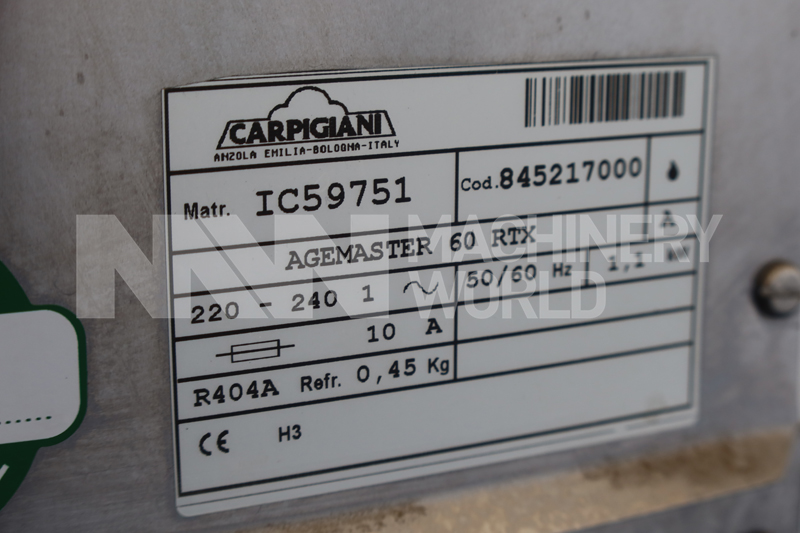 CARPIGIANI
ANZOLA EMILIA-BOLOGNA-ITALY
Matr. IC59751 Cod. 845217000
AGEMASTER 60 RTX A
220 - 240 1 50/60 Hz 1,1 kW
10 A
R404A Refr. 0,45 Kg
CE H3
MACHINERY
WORLD